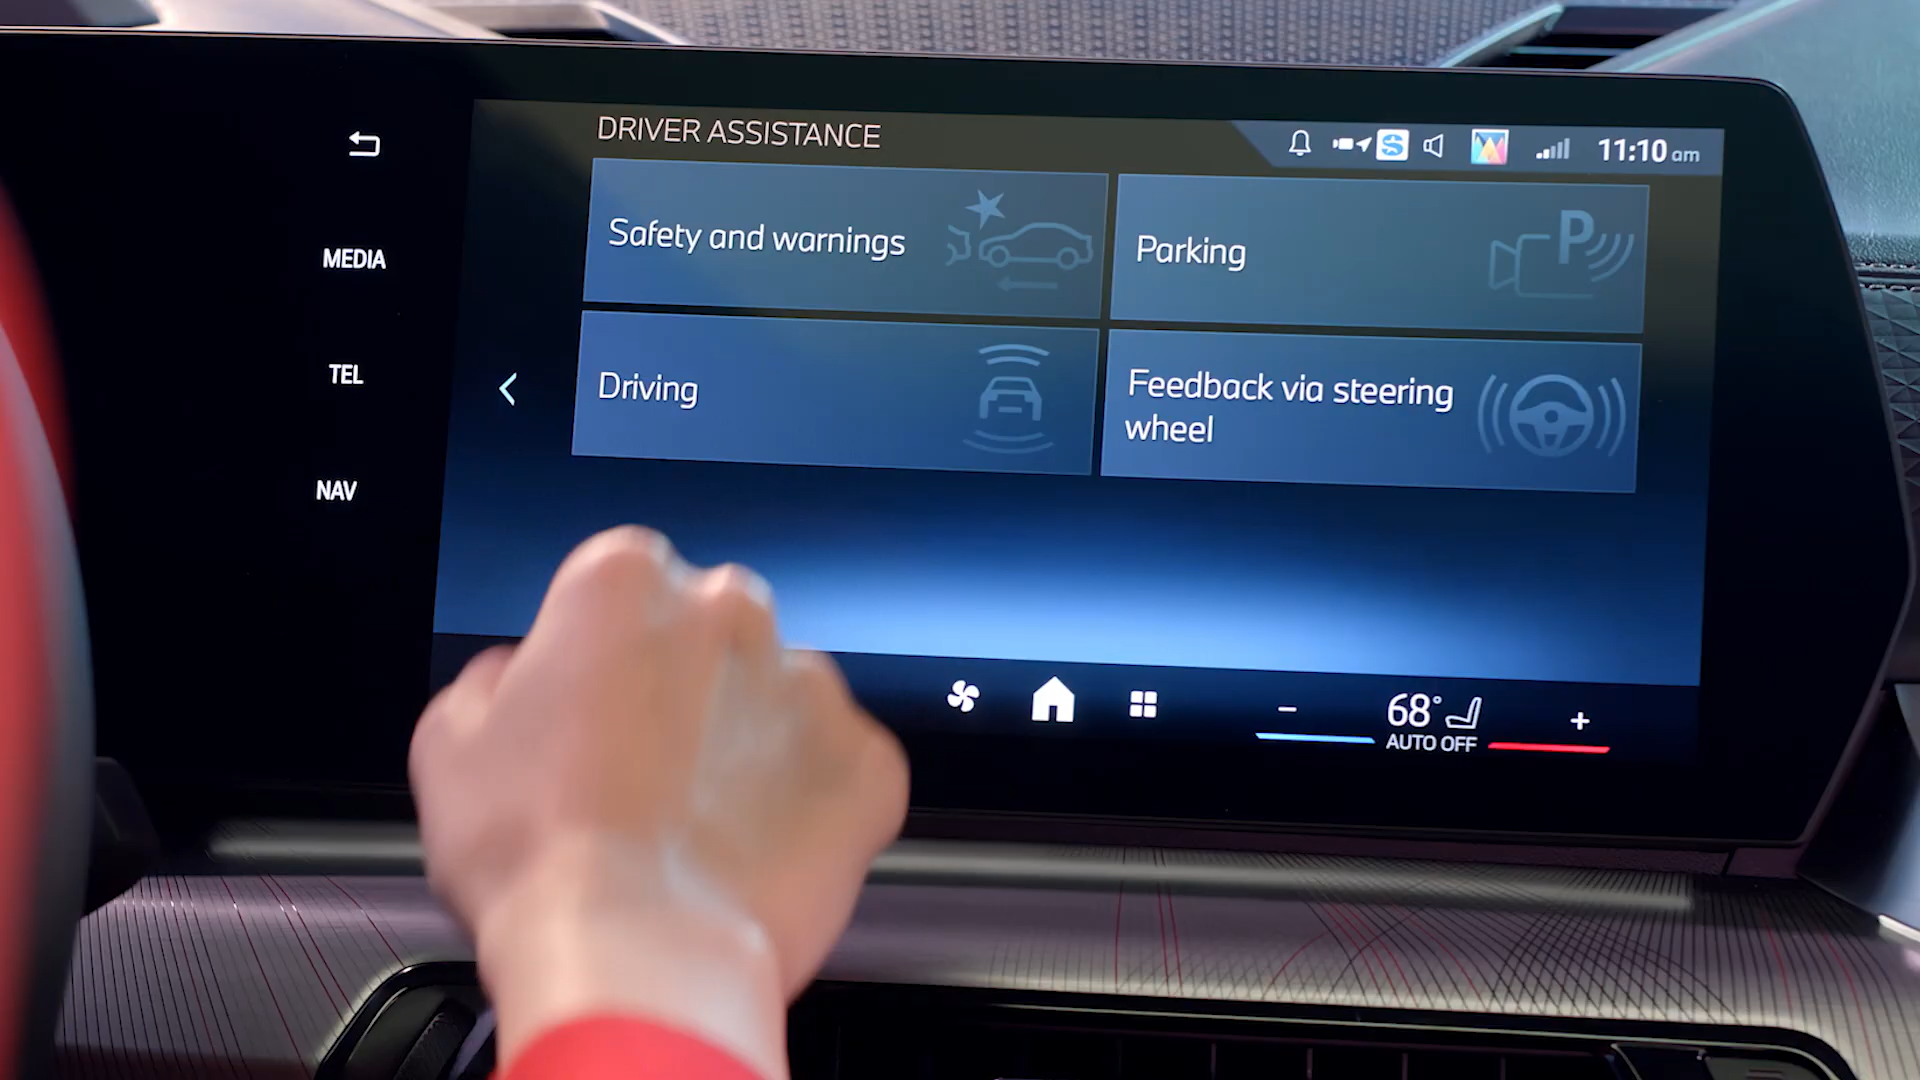 DRIVER ASSISTANCE
11:10 am
MEDIA
TEL
NAV
Safety and warnings
Parking
P
Driving
Feedback via steering
wheel
− 68° +
AUTO OFF